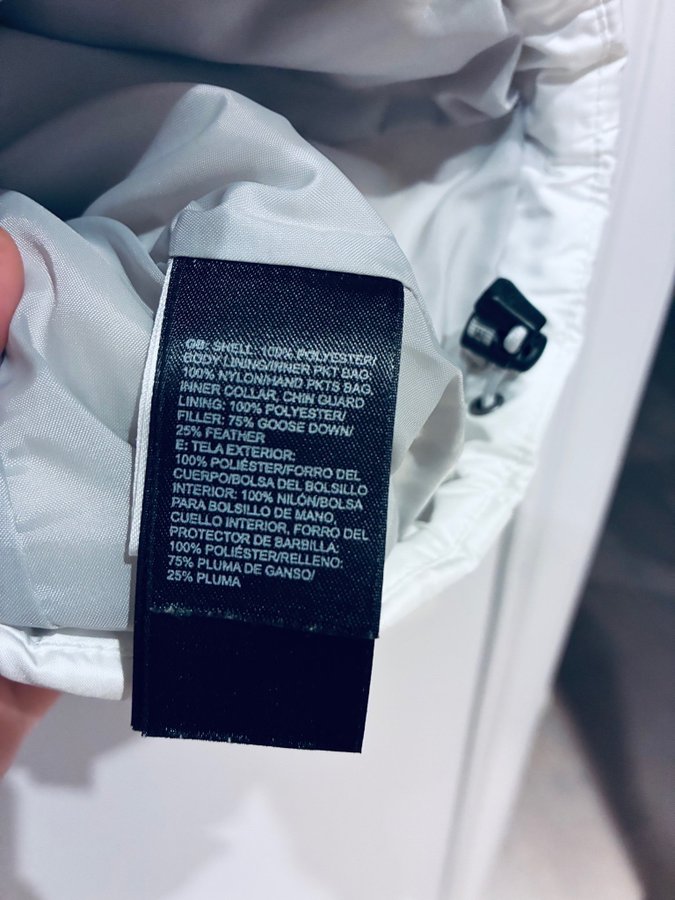 GB: SHELL: 100% POLYESTER/
BODY LINING/INNER PKT BAG
100% NYLON/HAND PKTS BAG,
INNER COLLAR, CHIN GUARD
LINING: 100% POLYESTER/
FILLER: 75% GOOSE DOWN/
25% FEATHER
E: TELA EXTERIOR:
100% POLIÉSTER/FORRO DEL
CUERPO/BOLSA DEL BOLSILLO
INTERIOR: 100% NILÓN/BOLSA
PARA BOLSILLO DE MANO,
CUELLO INTERIOR, FORRO DEL
PROTECTOR DE BARBILLA:
100% POLIÉSTER/RELLENO:
75% PLUMA DE GANSO/
25% PLUMA